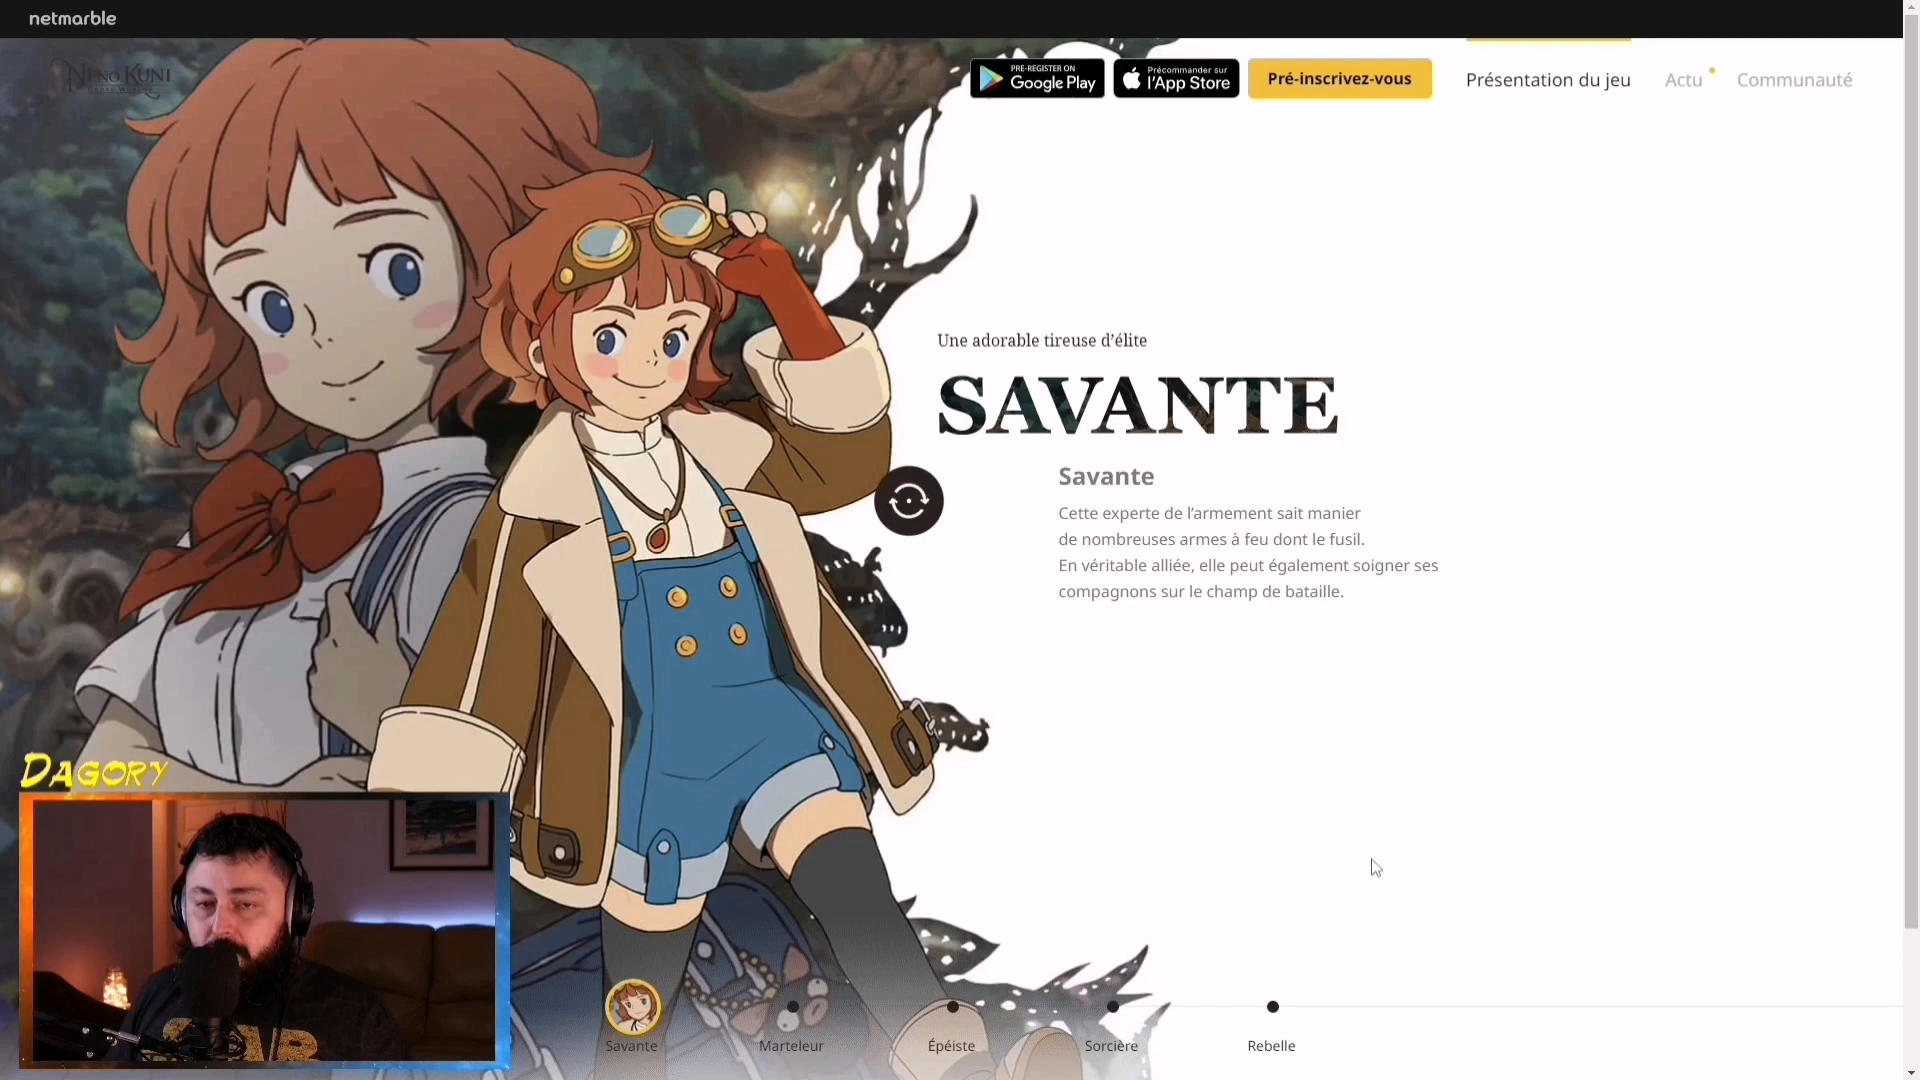 netmarble
NI NO KUNI
PRE-REGISTER ON
Google Play
Précommander sur
l'App Store
Pré-inscrivez-vous
Présentation du jeu
Actu
Communauté
Une adorable tireuse d’élite
SAVANTE
Savante
Cette experte de l’armement sait manier
de nombreuses armes à feu dont le fusil.
En véritable alliée, elle peut également soigner ses
compagnons sur le champ de bataille.
DAGORY
Savante
Marteleur
Épéiste
Sorcière
Rebelle